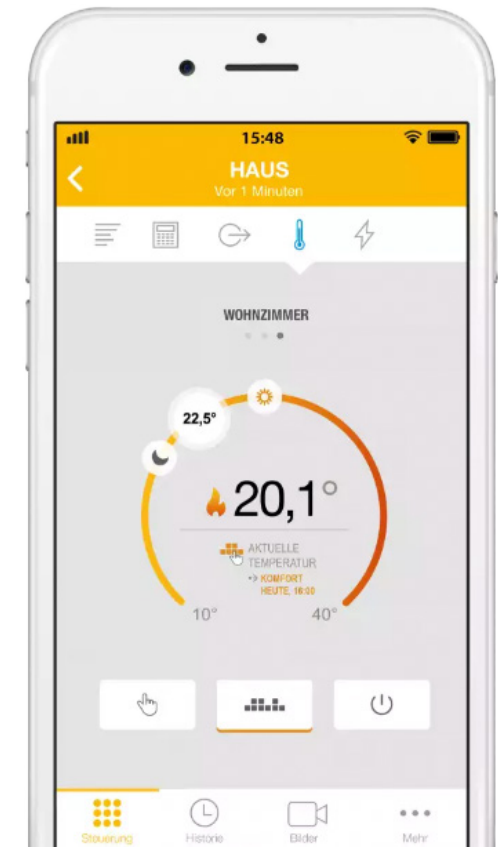 15:48
HAUS
Vor 1 Minuten
WOHNZIMMER
22,5°
20,1°
AKTUELLE
TEMPERATUR
-> KOMFORT
HEUTE, 16:00
10°
40°
Steuerung
Historie
Bilder
Mehr